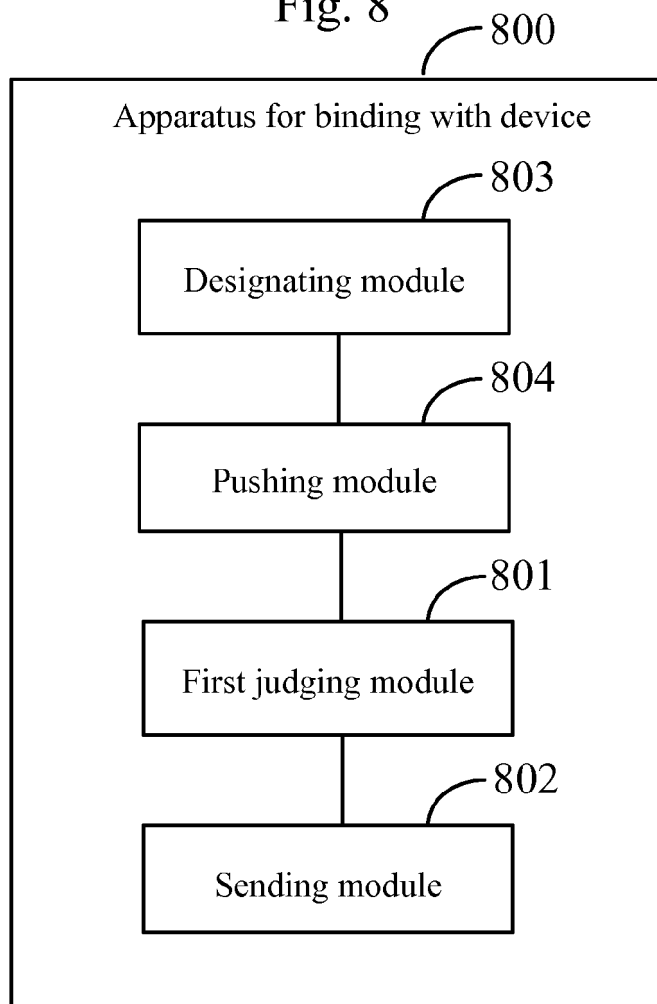 Fig. 8
800
Apparatus for binding with device
803
Designating module
804
Pushing module
801
First judging module
802
Sending module